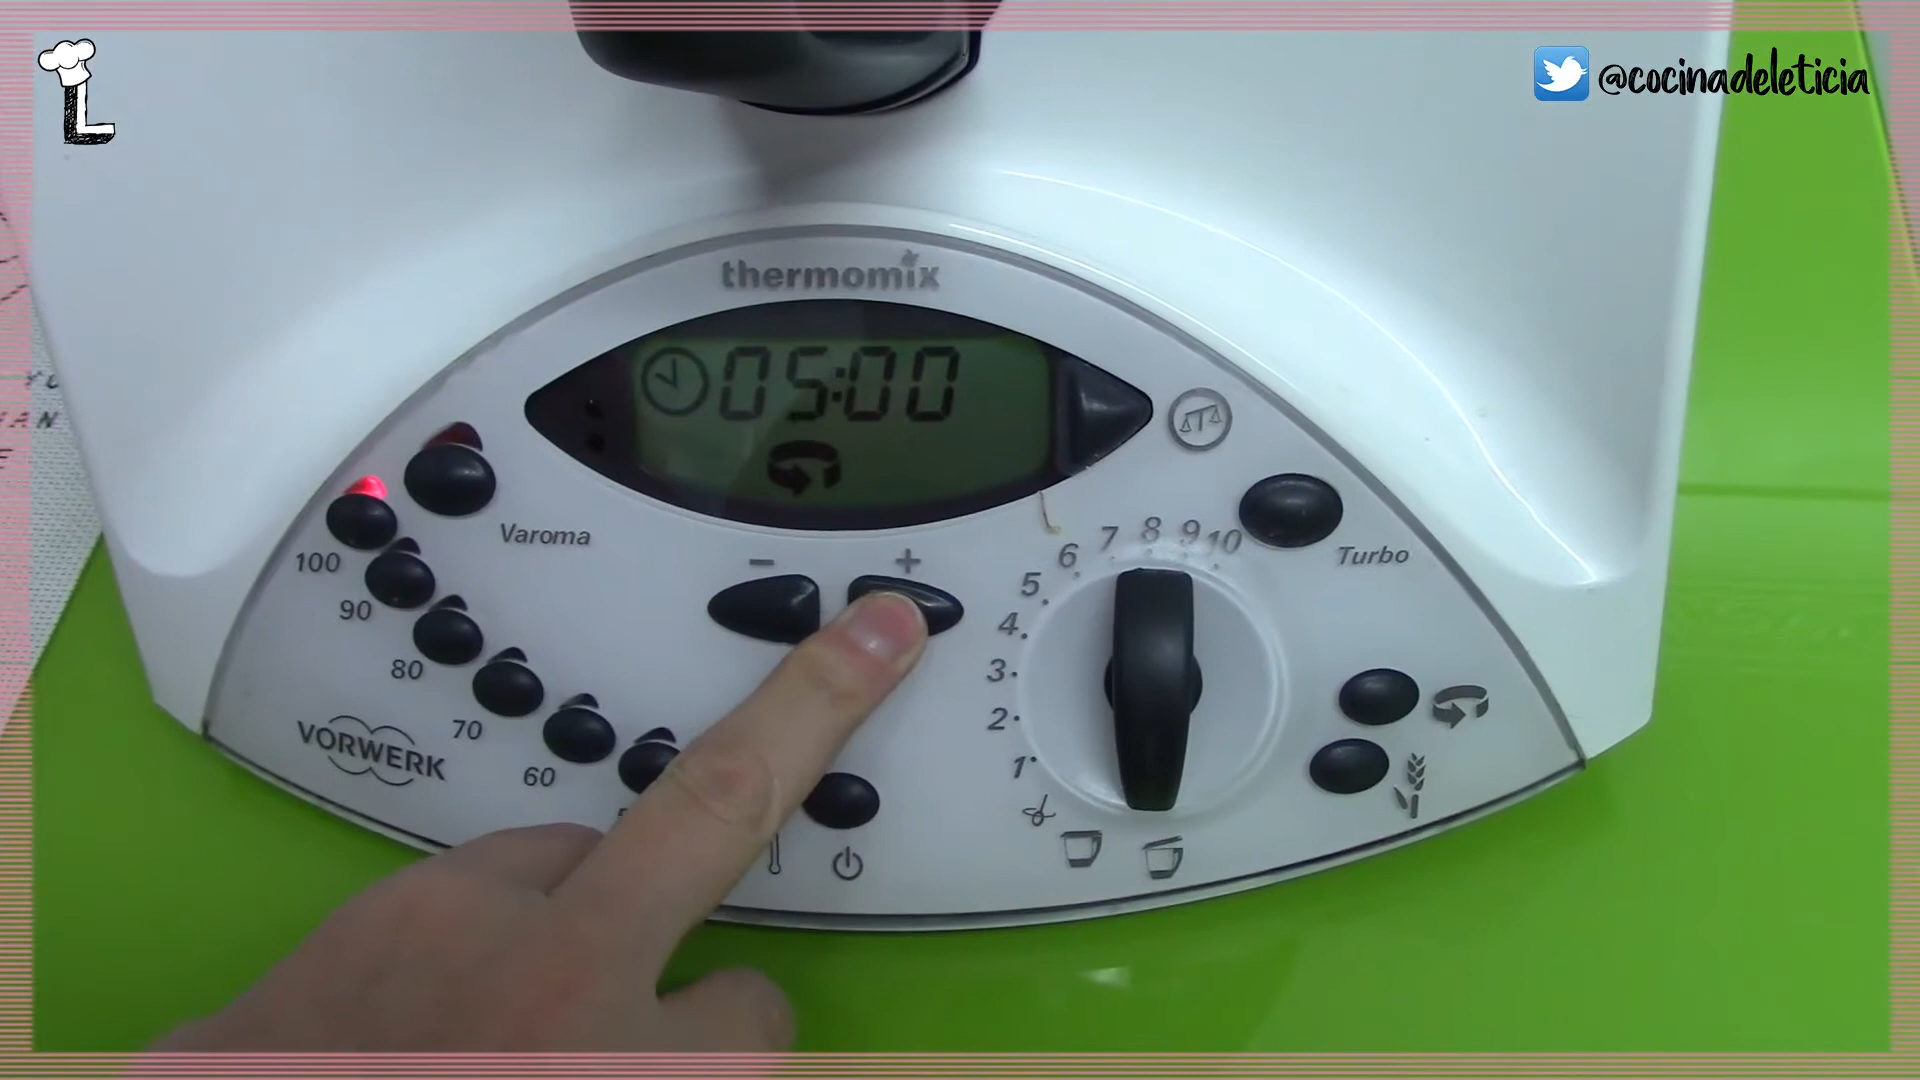 L
@cocinadeleticia
thermomix
05:00
Varoma
100
90
80
70
60
VORWERK
- +
1
2
3
4
5
6
7
8
9
10
Turbo